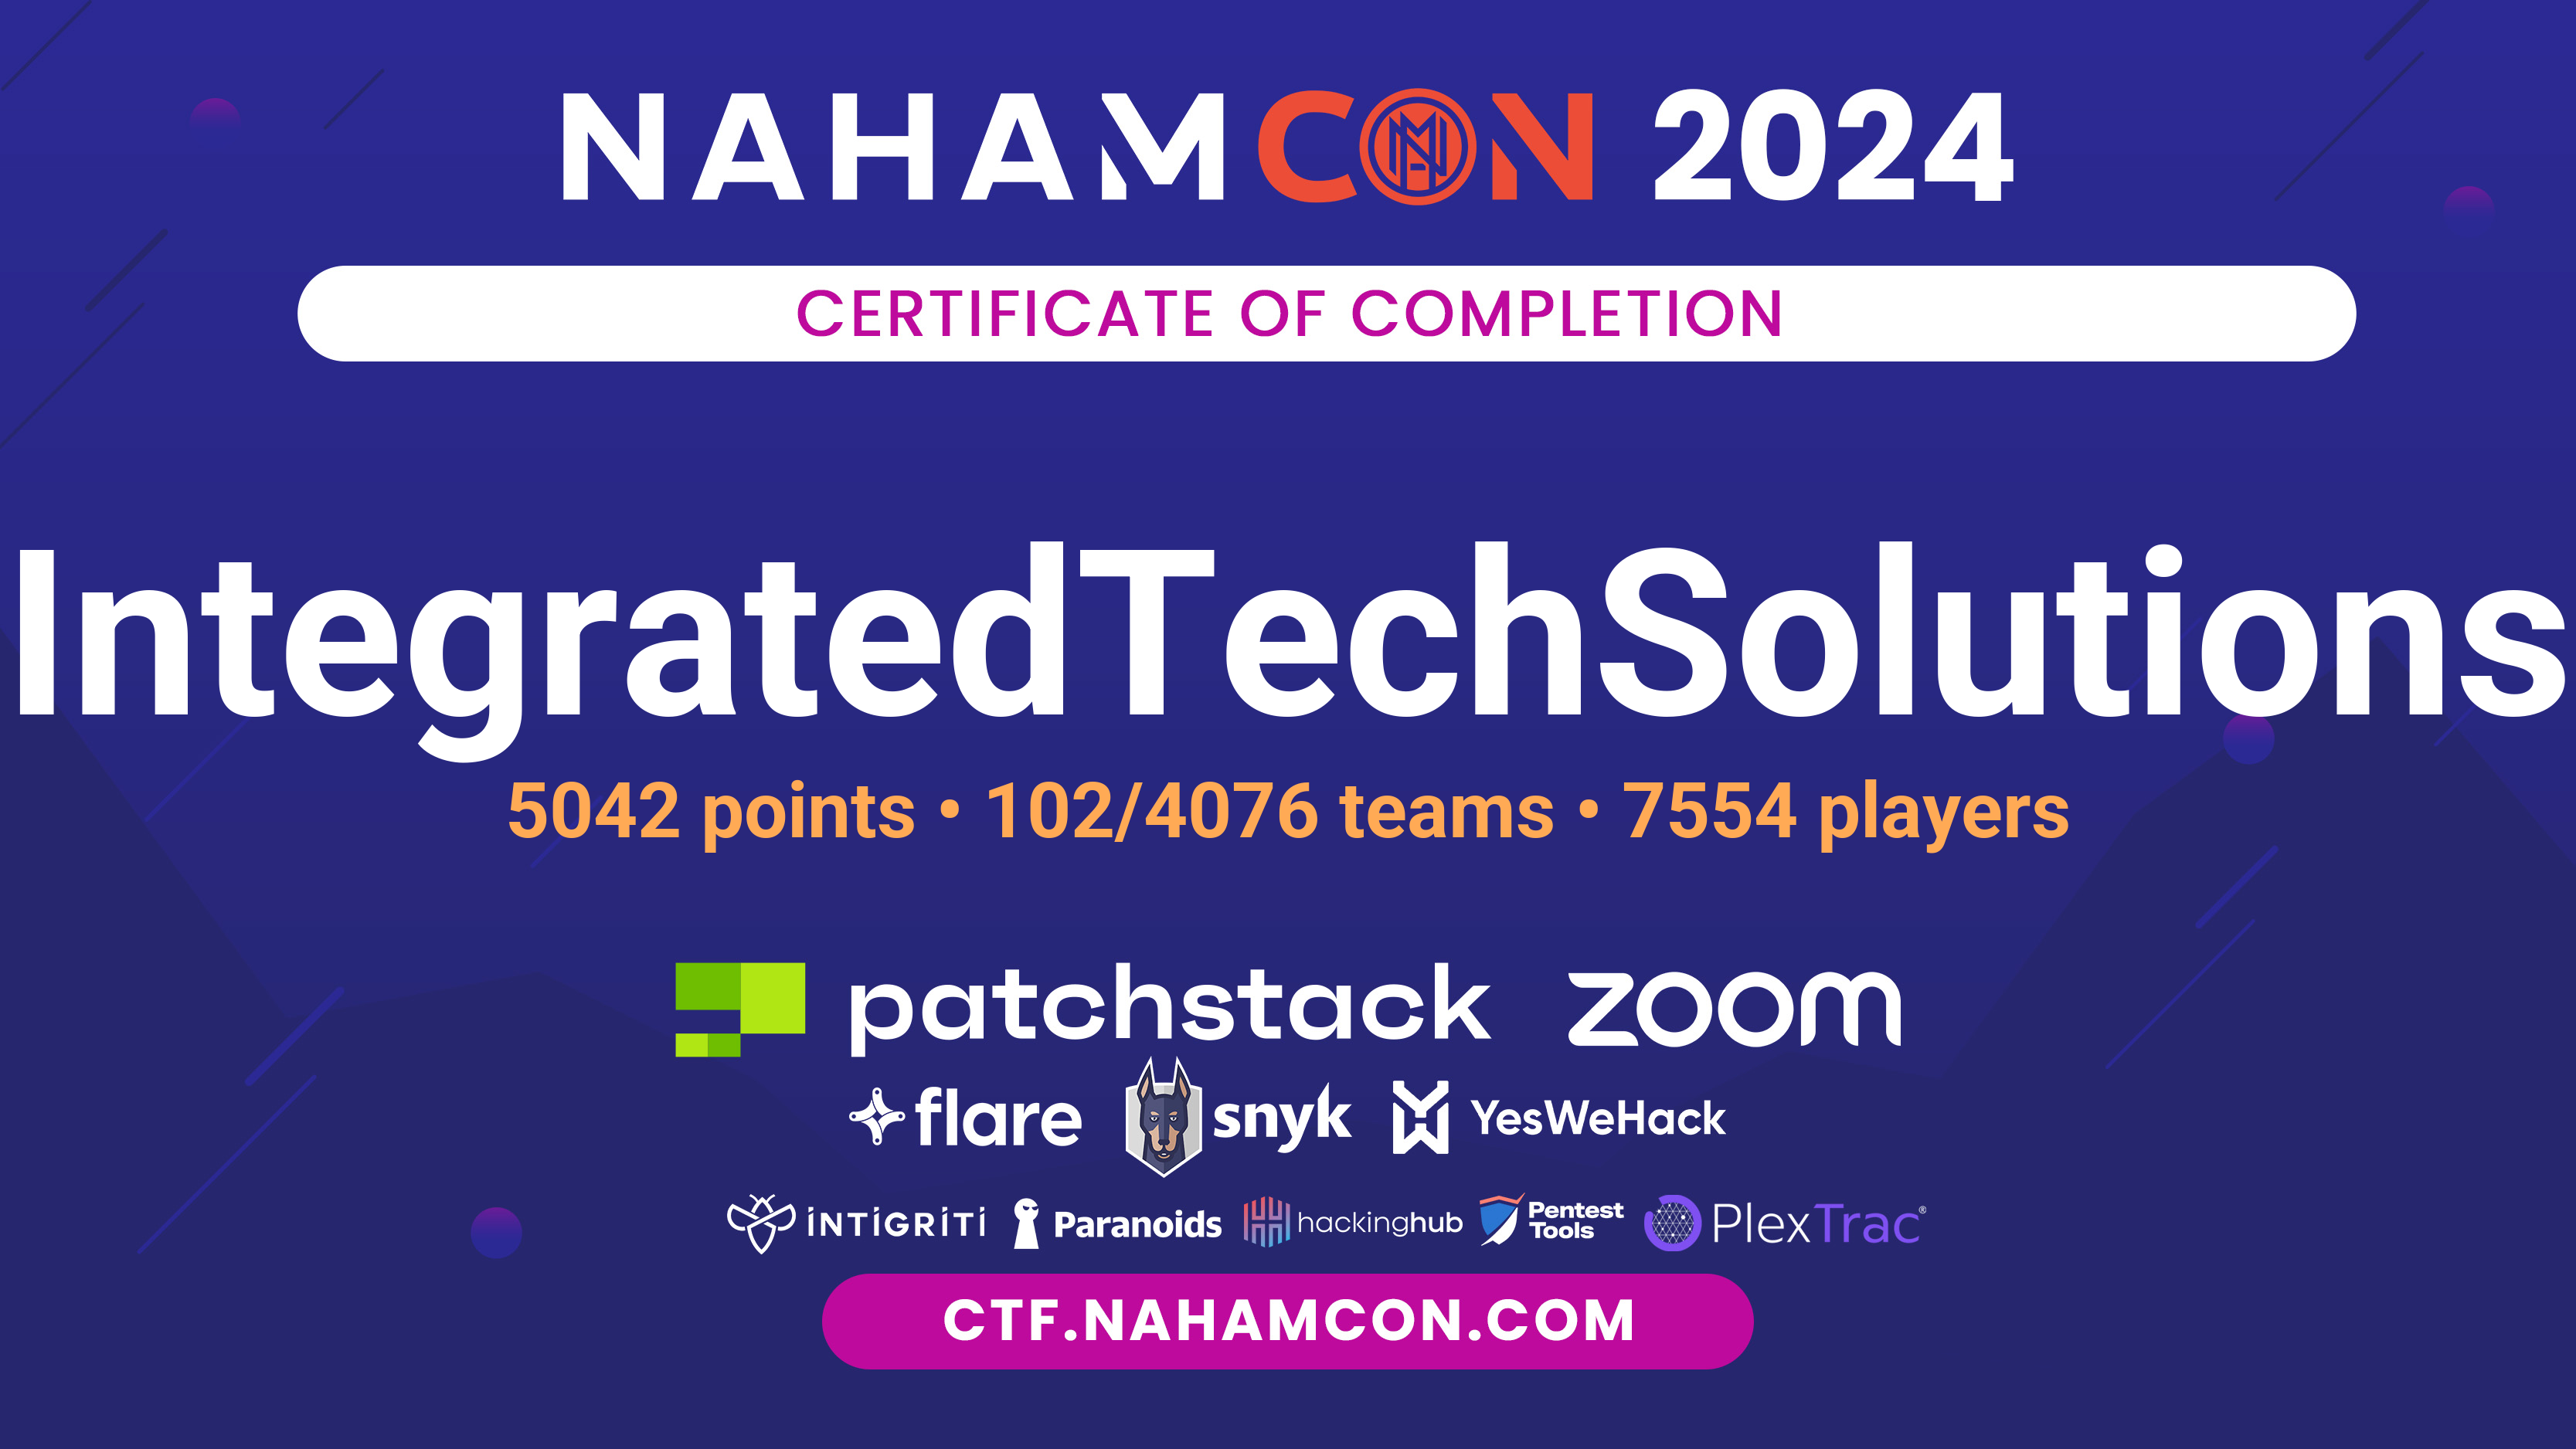 NAHAMCON 2024
CERTIFICATE OF COMPLETION
IntegratedTechSolutions
5042 points • 102/4076 teams • 7554 players
patchstack zoom
flare snyk YesWeHack
INTIGRITI Paranoids hackinghub Pentest Tools PlexTrac®
CTF.NAHAMCON.COM